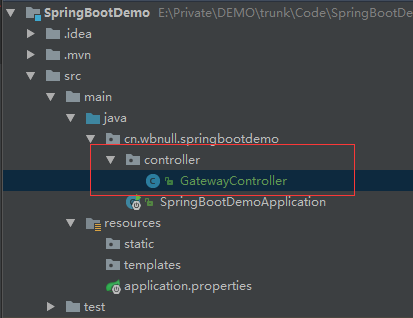 SpringBootDemo E:\Private\DEMO\trunk\Code\SpringBootDe
.idea
.mvn
src
main
java
cn.wbnull.springbootdemo
controller
GatewayController
SpringBootDemoApplication
resources
static
templates
application.properties
test